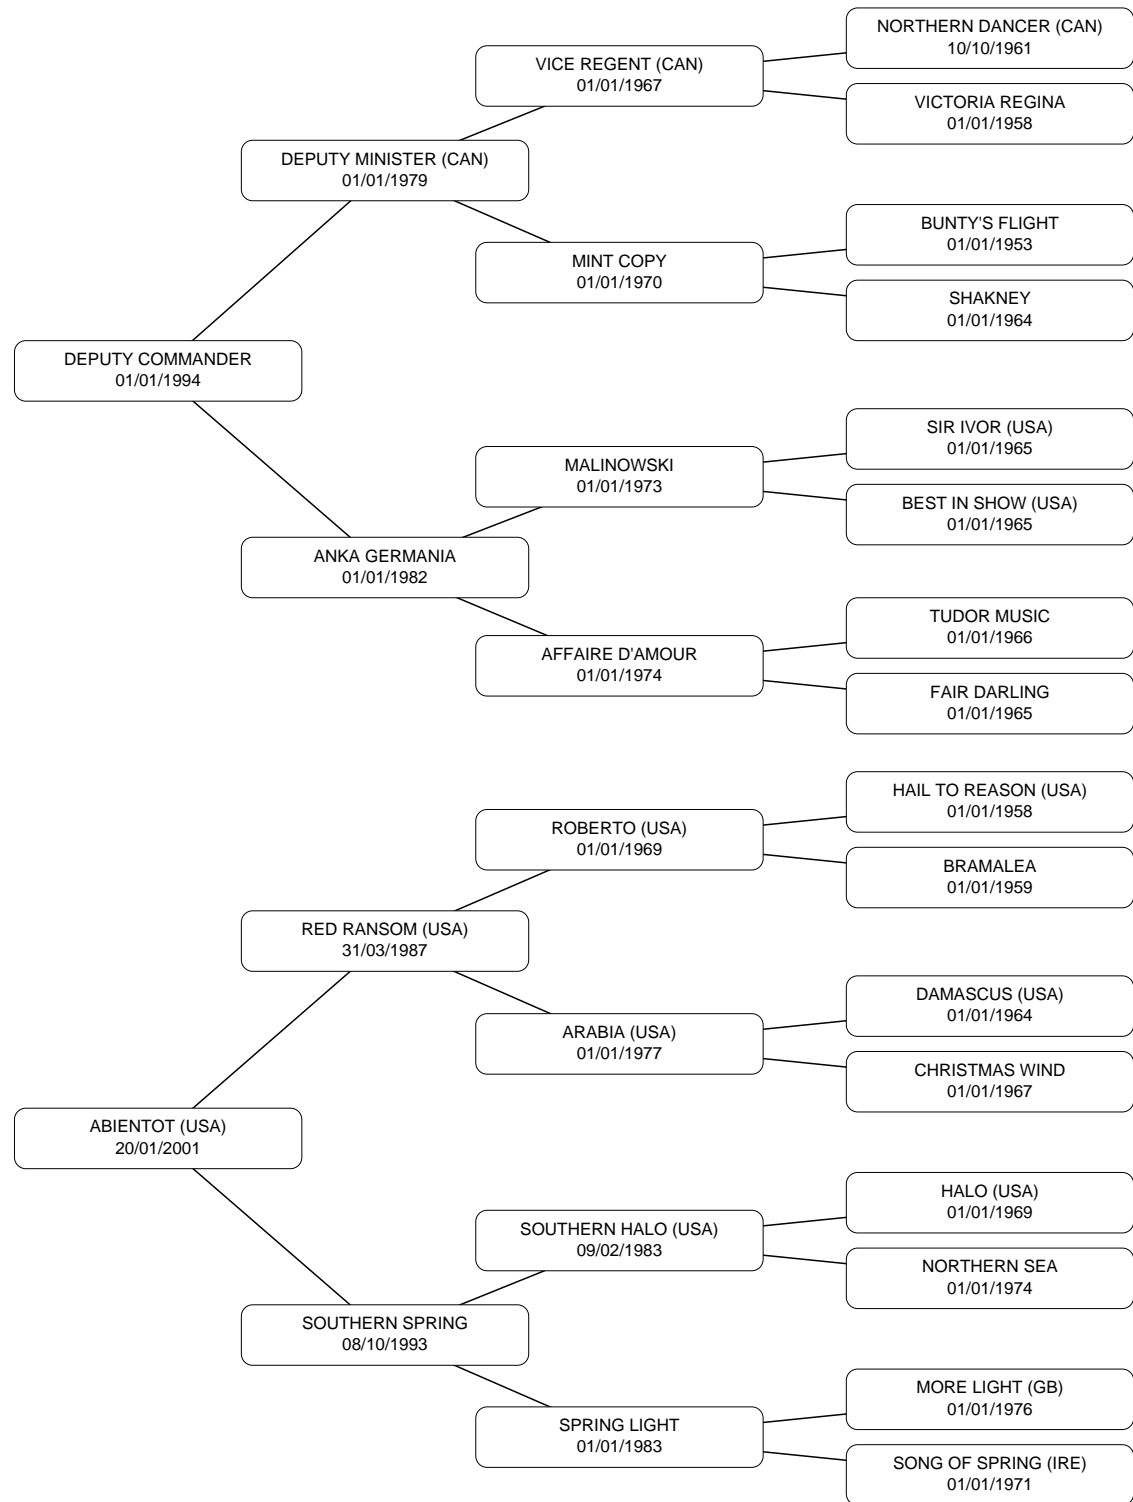 NORTHERN DANCER (CAN)
10/10/1961
VICE REGENT (CAN)
01/01/1967
VICTORIA REGINA
01/01/1958
DEPUTY MINISTER (CAN)
01/01/1979
BUNTY'S FLIGHT
01/01/1953
MINT COPY
01/01/1970
SHAKNEY
01/01/1964
DEPUTY COMMANDER
01/01/1994
SIR IVOR (USA)
01/01/1965
MALINOWSKI
01/01/1973
BEST IN SHOW (USA)
01/01/1965
ANKA GERMANIA
01/01/1982
TUDOR MUSIC
01/01/1966
AFFAIRE D'AMOUR
01/01/1974
FAIR DARLING
01/01/1965
HAIL TO REASON (USA)
01/01/1958
ROBERTO (USA)
01/01/1969
BRAMALEA
01/01/1959
RED RANSOM (USA)
31/03/1987
DAMASCUS (USA)
01/01/1964
ARABIA (USA)
01/01/1977
CHRISTMAS WIND
01/01/1967
ABIENTOT (USA)
20/01/2001
HALO (USA)
01/01/1969
SOUTHERN HALO (USA)
09/02/1983
NORTHERN SEA
01/01/1974
SOUTHERN SPRING
08/10/1993
MORE LIGHT (GB)
01/01/1976
SPRING LIGHT
01/01/1983
SONG OF SPRING (IRE)
01/01/1971